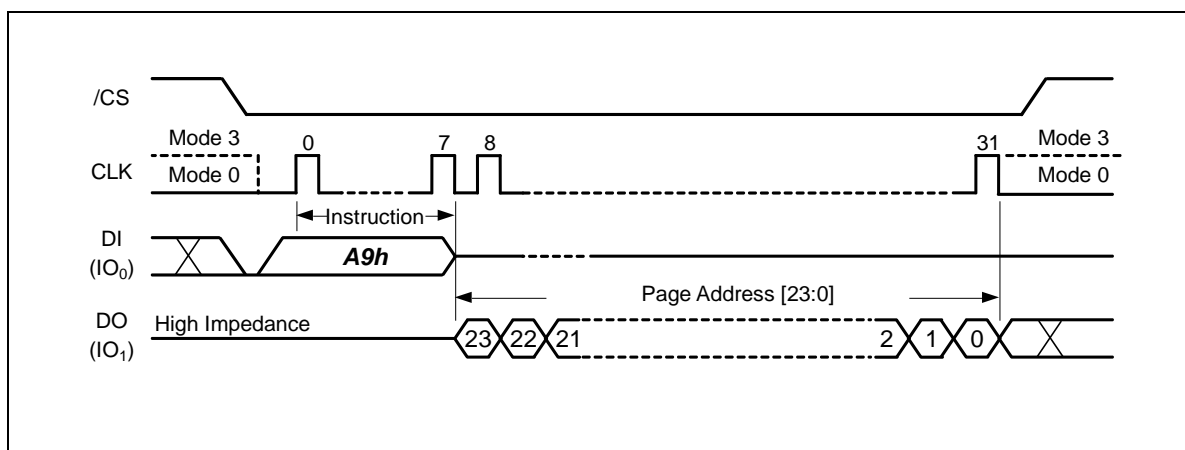 /CS
Mode 3 0 7 8 31 Mode 3
CLK Mode 0 Mode 0
Instruction
DI
(IO0) A9h
Page Address [23:0]
DO High Impedance
(IO1) 23 22 21 2 1 0